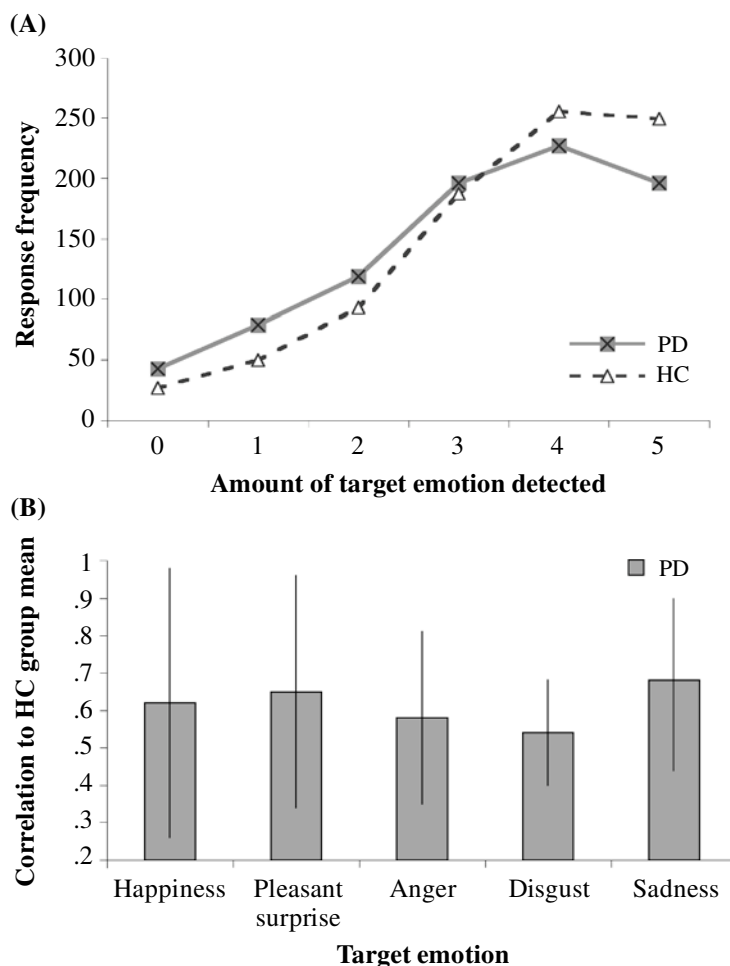 (A)
300
250
200
150
100
50
0
Response frequency
PD
HC
0 1 2 3 4 5
Amount of target emotion detected
(B)
1
.9
.8
.7
.6
.5
.4
.3
.2
Correlation to HC group mean
PD
Happiness Pleasant surprise Anger Disgust Sadness
Target emotion